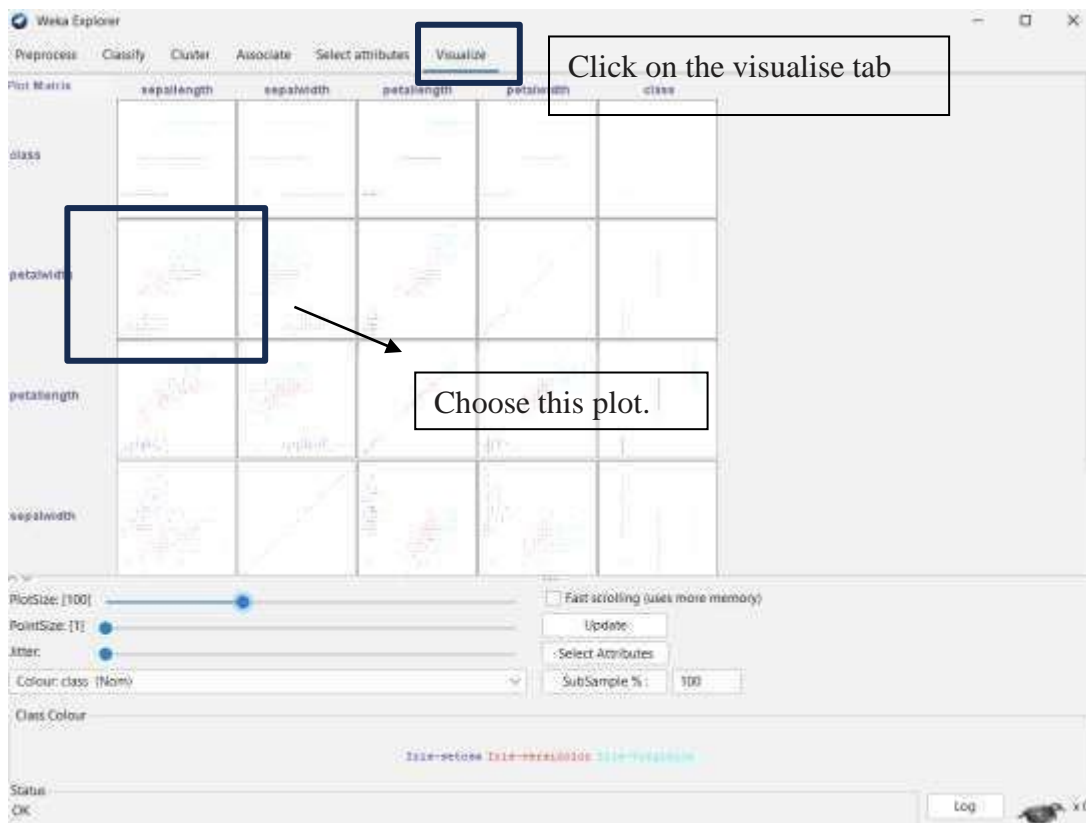 Weka Explorer
Preprocess Classify Cluster Associate Select attributes Visualize
Click on the visualise tab
Plot Matrix sepallength sepalwidth petallength petalwidth class
class
petalwidth
petallength
Choose this plot.
sepalwidth
PlotSize: [100]
Fast scrolling (uses more memory)
PointSize: [1]
Update
Jitter:
Select Attributes
Colour: class (Nom)
SubSample % : 100
Class Colour
Iris-setosa Iris-versicolor Iris-virginica
Status
OK
Log